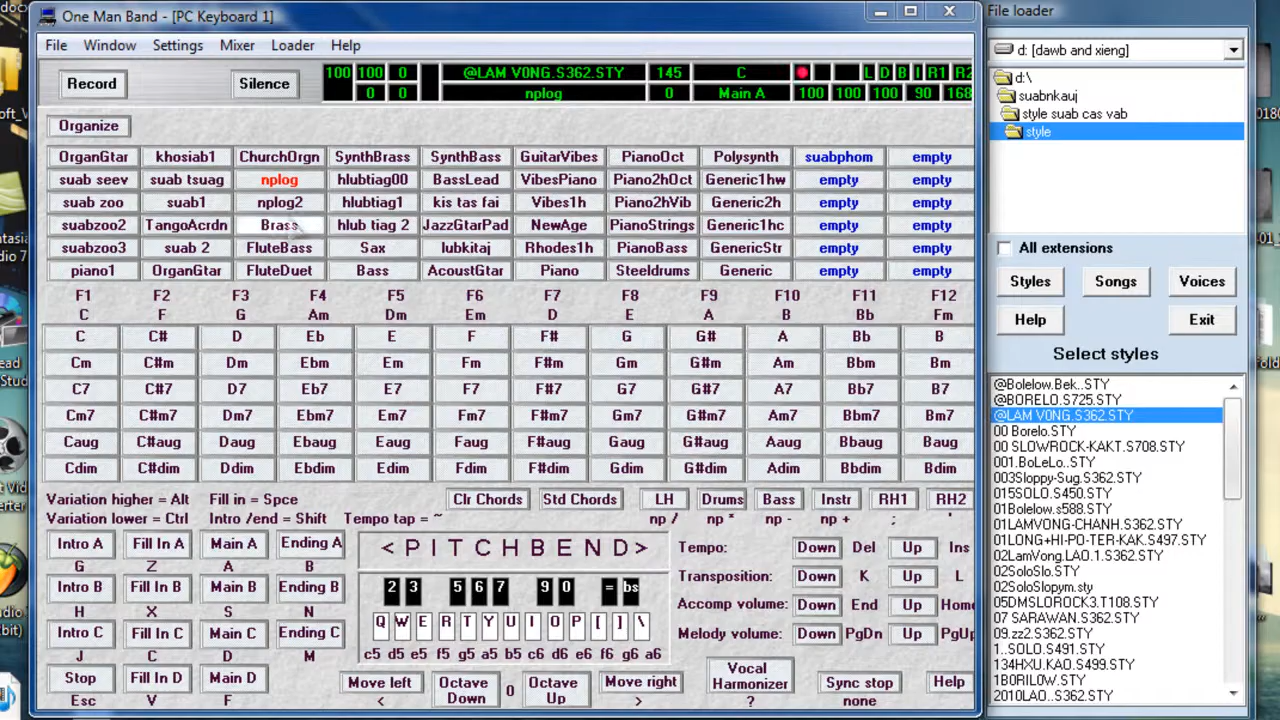 One Man Band - [PC Keyboard 1]
File Window Settings Mixer Loader Help
Record Silence 100 100 0 @LAM VONG.S362.STY 145 C L D B I R1 R2
0 0 nplog 0 Main A 100 100 100 90 168
Organize
OrganGtar khosiab1 ChurchOrgn SynthBrass SynthBass GuitarVibes PianoOct Polysynth suabphom empty
suab seev suab tsuag nplog hlubtiag00 BassLead VibesPiano Piano2hOct Generic1hw empty empty
suab zoo suab1 nplog2 hlubtiag1 kis tas fai Vibes1h Piano2hVib Generic2h empty empty
suabzoo2 TangoAcrdn Brass hlub tiag 2 JazzGtarPad NewAge PianoStrings Generic1hc empty empty
suabzoo3 suab 2 FluteBass Sax lubkitaj Rhodes1h PianoBass GenericStr empty empty
piano1 OrganGtar FluteDuet Bass AcoustGtar Piano Steeldrums Generic empty empty
F1 F2 F3 F4 F5 F6 F7 F8 F9 F10 F11 F12
C F G Am Dm Em D E A B Bb Fm
C C# D Eb E F F# G G# A Bb B
Cm C#m Dm Ebm Em Fm F#m Gm G#m Am Bbm Bm
C7 C#7 D7 Eb7 E7 F7 F#7 G7 G#7 A7 Bb7 B7
Cm7 C#m7 Dm7 Ebm7 Em7 Fm7 F#m7 Gm7 G#m7 Am7 Bbm7 Bm7
Caug C#aug Daug Ebaug Eaug Faug F#aug Gaug G#aug Aaug Bbaug Baug
Cdim C#dim Ddim Ebdim Edim Fdim F#dim Gdim G#dim Adim Bbdim Bdim
Variation higher = Alt Fill in = Spce Clr Chords Std Chords LH Drums Bass Instr RH1 RH2
Variation lower = Ctrl Intro /end = Shift Tempo tap = ~ np / np * np - np + ; '
Intro A Fill In A Main A Ending A
G Z A B
Intro B Fill In B Main B Ending B
H X S N
Intro C Fill In C Main C Ending C
J C D M
Stop Fill In D Main D
Esc V F
< P I T C H B E N D >
2 3 5 6 7 9 0 = bs
Q W E R T Y U I O P [ ] \
c5 d5 e5 f5 g5 a5 b5 c6 d6 e6 f6 g6 a6
Move left Octave Down 0 Octave Up Move right
< >
Tempo: Down Del Up Ins
Transposition: Down K Up L
Accomp volume: Down End Up Home
Melody volume: Down PgDn Up PgUp
Vocal Harmonizer Sync stop Help
? none
File loader
d: [dawb and xieng]
d:\
suabnkauj
style suab cas vab
style
All extensions
Styles Songs Voices
Help Exit
Select styles
@Bolelow.Bek..STY
@BORELO.S725.STY
@LAM VONG.S362.STY
00 Borelo.STY
00 SLOWROCK-KAKT.S708.STY
001.BoLeLo..STY
003Sloppy-Sug.S362.STY
015SOLO.S450.STY
01Bolelow.s588.STY
01LAMVONG-CHANH.S362.STY
01LONG+HI-PO-TER-KAK.S497.STY
02LamVong.LAO.1.S362.STY
02SoloSlo.STY
02SoloSlopym.sty
05DMSLOROCK3.T108.STY
07 SARAWAN.S362.STY
09.zz2.S362.STY
1..SOLO.S491.STY
134HXU.KAO.S499.STY
1BORILOW.STY
2010LAO..S362.STY